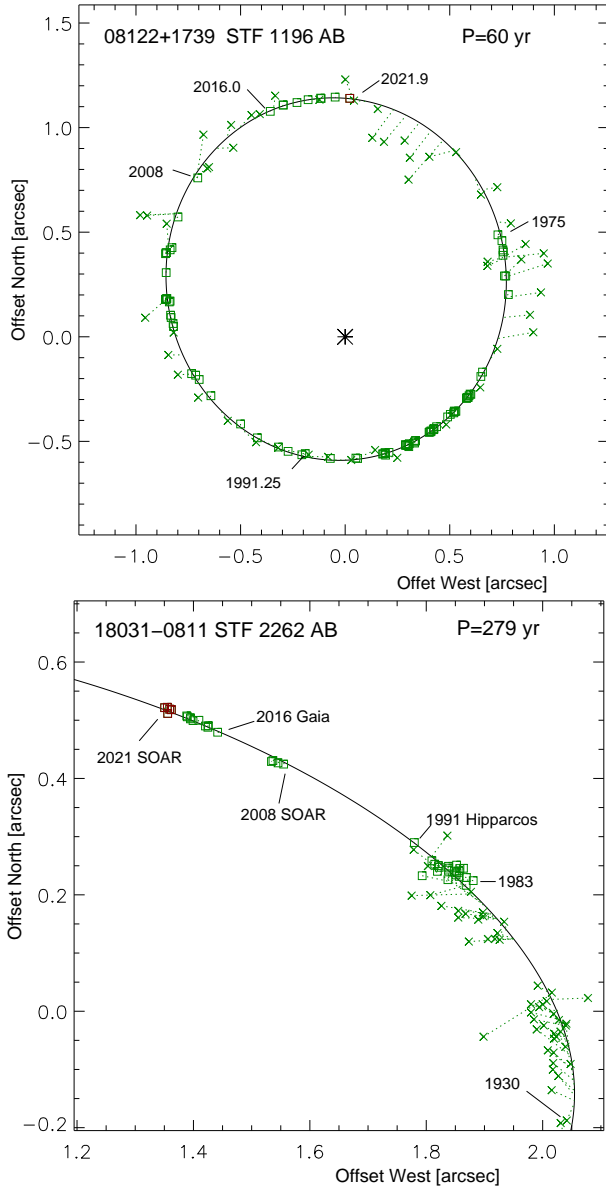 08122+1739 STF 1196 AB P=60 yr
1.5
2016.0 2021.9
1.0
2008
1975
0.5
0.0
−0.5
1991.25
Offset North [arcsec]
−1.0 −0.5 0.0 0.5 1.0
Offet West [arcsec]
18031−0811 STF 2262 AB P=279 yr
0.6
2016 Gaia
2021 SOAR
0.4
2008 SOAR
1991 Hipparcos
1983
0.2
0.0
1930
−0.2
Offset North [arcsec]
1.2 1.4 1.6 1.8 2.0
Offset West [arcsec]